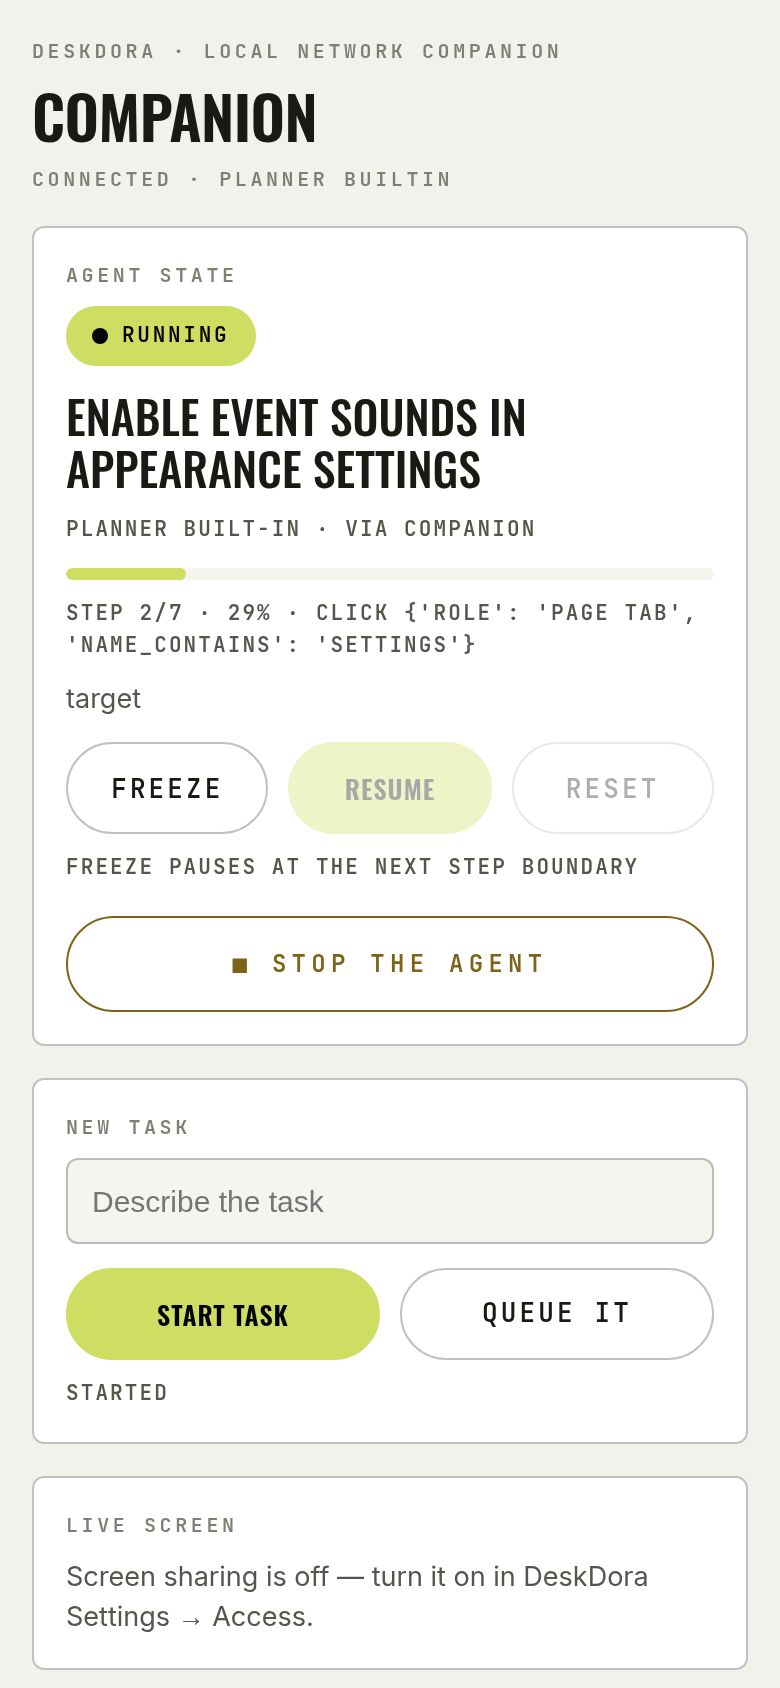 DESKDORA · LOCAL NETWORK COMPANION
COMPANION
CONNECTED · PLANNER BUILTIN
AGENT STATE
● RUNNING
ENABLE EVENT SOUNDS IN
APPEARANCE SETTINGS
PLANNER BUILT-IN · VIA COMPANION
STEP 2/7 · 29% · CLICK {'ROLE': 'PAGE TAB',
'NAME_CONTAINS': 'SETTINGS'}
target
FREEZE RESUME RESET
FREEZE PAUSES AT THE NEXT STEP BOUNDARY
■ STOP THE AGENT
NEW TASK
Describe the task
START TASK QUEUE IT
STARTED
LIVE SCREEN
Screen sharing is off — turn it on in DeskDora
Settings → Access.